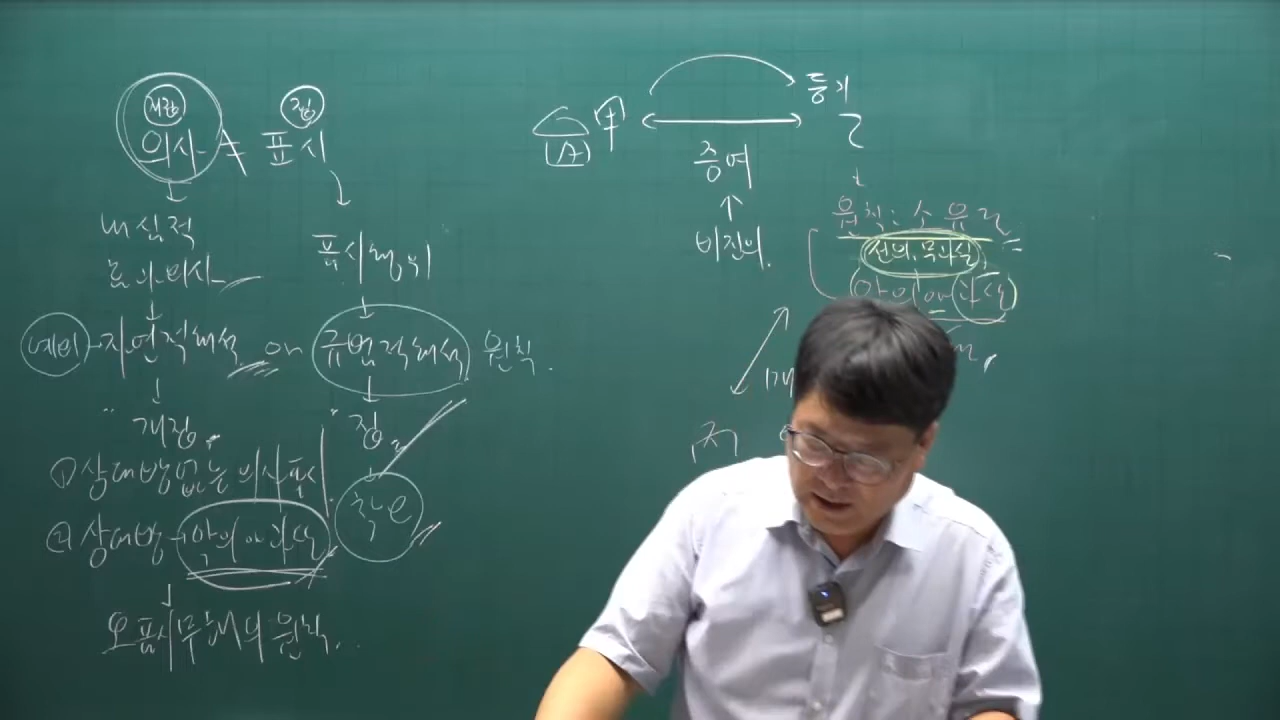 의사 ≠ 표시
내심적
효과의사
표시행위
예외 - 자연적해석 or 규범적해석 원칙.
"개정"
"정"
① 상대방없는 의사표시
② 상대방 - 악의 or 과실
착오
오표시무해의 원칙..
甲
등기
乙
증여
비진의.
원칙: 소유권
선의.무과실.
악의 or 과실
丙